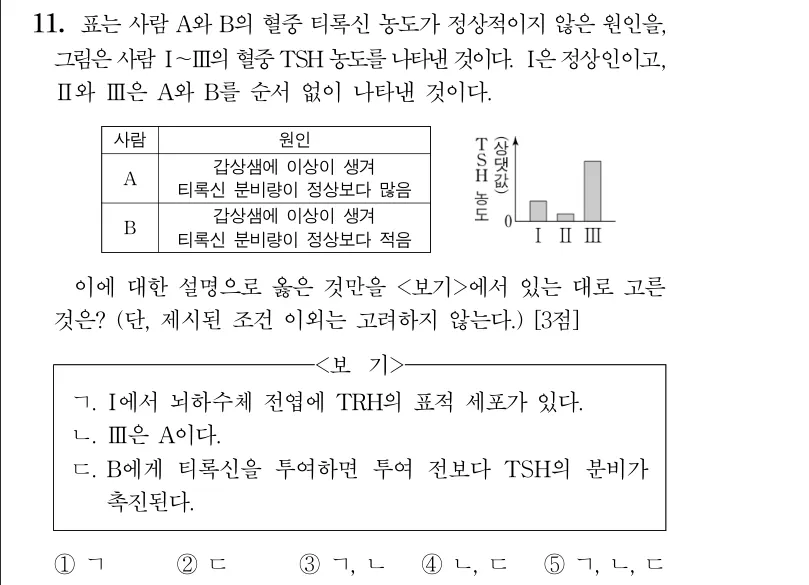 11. 표는 사람 A와 B의 혈중 티록신 농도가 정상적이지 않은 원인을,
그림은 사람 Ⅰ~Ⅲ의 혈중 TSH 농도를 나타낸 것이다. Ⅰ은 정상인이고,
Ⅱ와 Ⅲ은 A와 B를 순서 없이 나타낸 것이다.
사람 원인
A 갑상샘에 이상이 생겨
티록신 분비량이 정상보다 많음
B 갑상샘에 이상이 생겨
티록신 분비량이 정상보다 적음
TSH 농도 (상댓값)
0
Ⅰ Ⅱ Ⅲ
이에 대한 설명으로 옳은 것만을 <보기>에서 있는 대로 고른
것은? (단, 제시된 조건 이외는 고려하지 않는다.) [3점]
<보 기>
ㄱ. Ⅰ에서 뇌하수체 전엽에 TRH의 표적 세포가 있다.
ㄴ. Ⅲ은 A이다.
ㄷ. B에게 티록신을 투여하면 투여 전보다 TSH의 분비가
촉진된다.
① ㄱ ② ㄷ ③ ㄱ, ㄴ ④ ㄴ, ㄷ ⑤ ㄱ, ㄴ, ㄷ